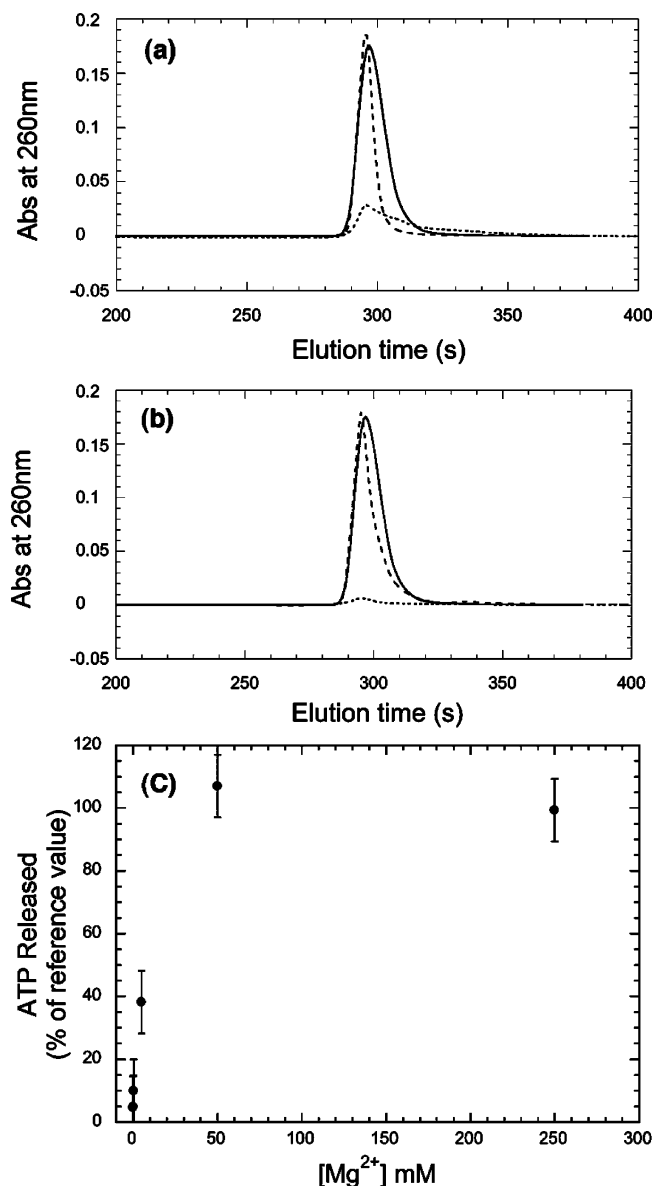 (a)
Abs at 260nm
0.2
0.15
0.1
0.05
0
-0.05
200 250 300 350 400
Elution time (s)
(b)
Abs at 260nm
0.2
0.15
0.1
0.05
0
-0.05
200 250 300 350 400
Elution time (s)
(C)
ATP Released
(% of reference value)
120
100
80
60
40
20
0
0 50 100 150 200 250 300
[Mg²⁺] mM